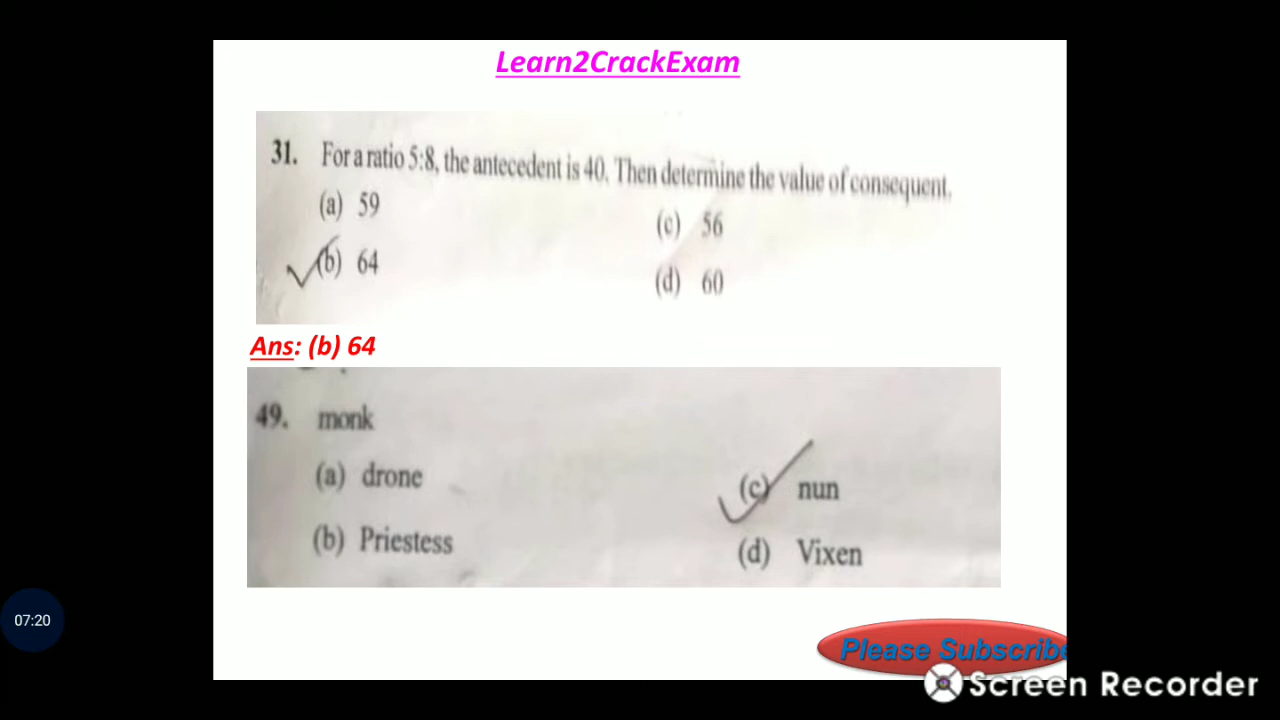 Learn2CrackExam
31. For a ratio 5:8, the antecedent is 40. Then determine the value of consequent.
(a) 59
(c) 56
(b) 64
(d) 60
Ans: (b) 64
49. monk
(a) drone
(c) nun
(b) Priestess
(d) Vixen
07:20
Please Subscribe
Screen Recorder